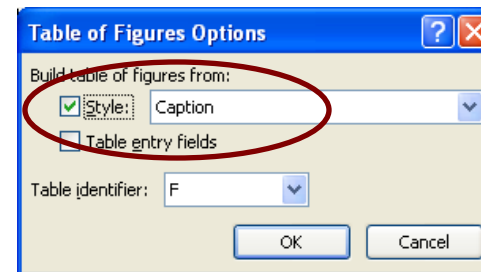 Table of Figures Options
Build table of figures from:
Style: Caption
Table entry fields
Table identifier: F
OK Cancel